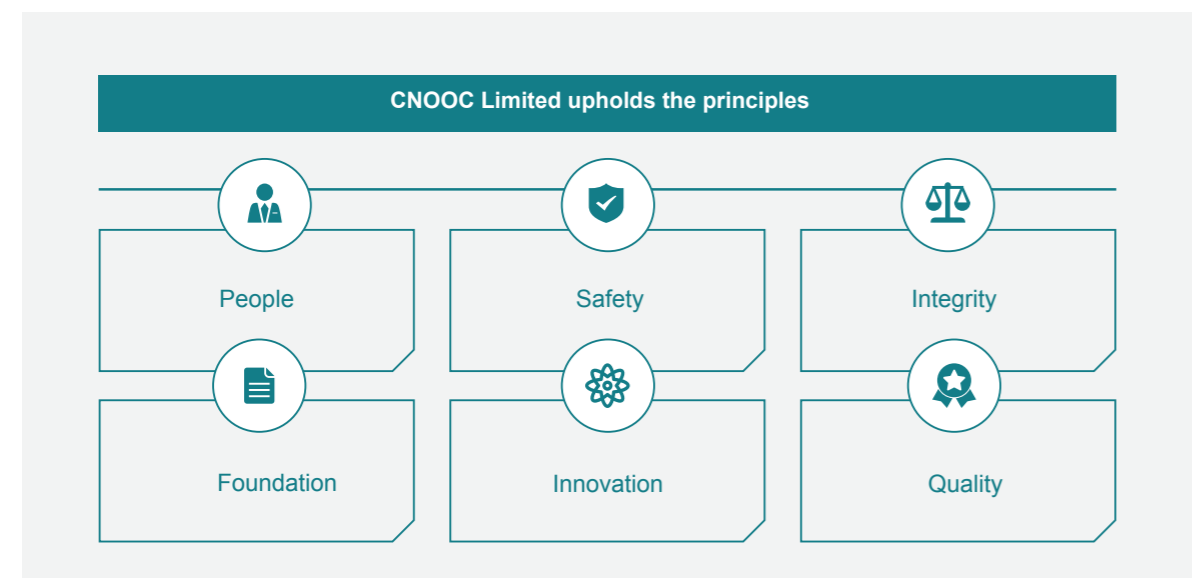 CNOOC Limited upholds the principles
People
Safety
Integrity
Foundation
Innovation
Quality